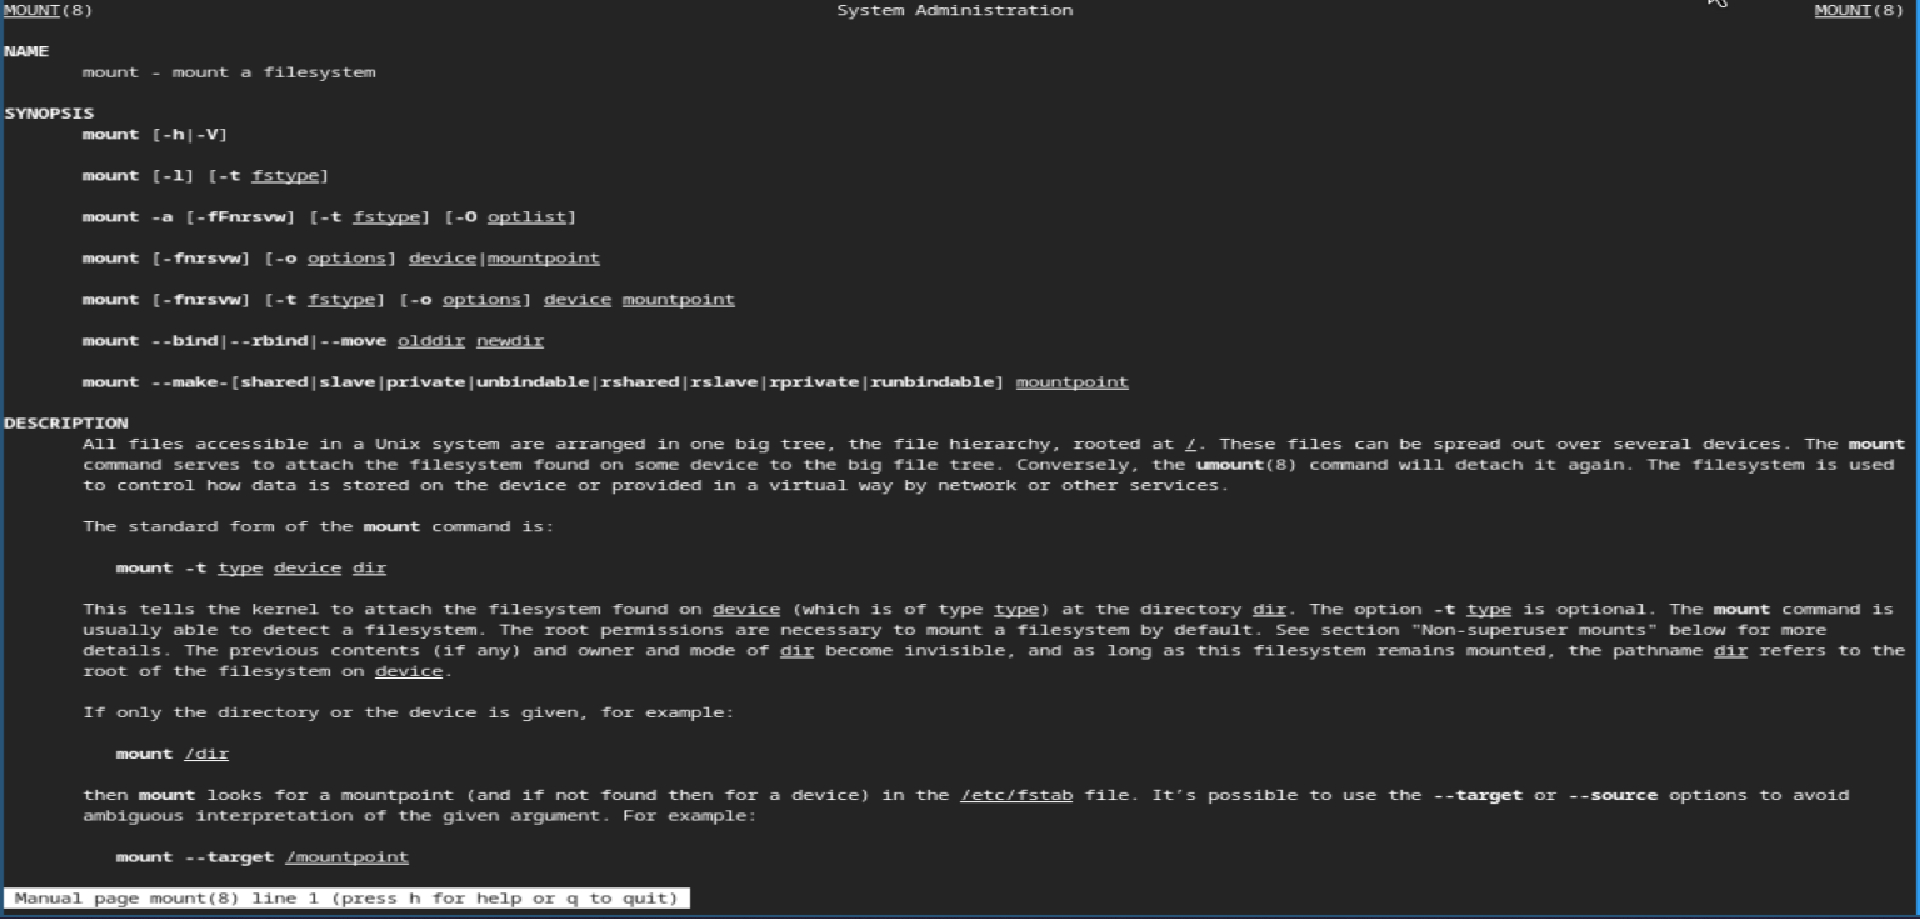 MOUNT(8) System Administration MOUNT(8)
NAME
mount - mount a filesystem
SYNOPSIS
mount [-h|-V]
mount [-l] [-t fstype]
mount -a [-fFnrsvw] [-t fstype] [-O optlist]
mount [-fnrsvw] [-o options] device|mountpoint
mount [-fnrsvw] [-t fstype] [-o options] device mountpoint
mount --bind|--rbind|--move olddir newdir
mount --make-[shared|slave|private|unbindable|rshared|rslave|rprivate|runbindable] mountpoint
DESCRIPTION
All files accessible in a Unix system are arranged in one big tree, the file hierarchy, rooted at /. These files can be spread out over several devices. The mount
command serves to attach the filesystem found on some device to the big file tree. Conversely, the umount(8) command will detach it again. The filesystem is used
to control how data is stored on the device or provided in a virtual way by network or other services.
The standard form of the mount command is:
mount -t type device dir
This tells the kernel to attach the filesystem found on device (which is of type type) at the directory dir. The option -t type is optional. The mount command is
usually able to detect a filesystem. The root permissions are necessary to mount a filesystem by default. See section "Non-superuser mounts" below for more
details. The previous contents (if any) and owner and mode of dir become invisible, and as long as this filesystem remains mounted, the pathname dir refers to the
root of the filesystem on device.
If only the directory or the device is given, for example:
mount /dir
then mount looks for a mountpoint (and if not found then for a device) in the /etc/fstab file. It's possible to use the --target or --source options to avoid
ambiguous interpretation of the given argument. For example:
mount --target /mountpoint
Manual page mount(8) line 1 (press h for help or q to quit)